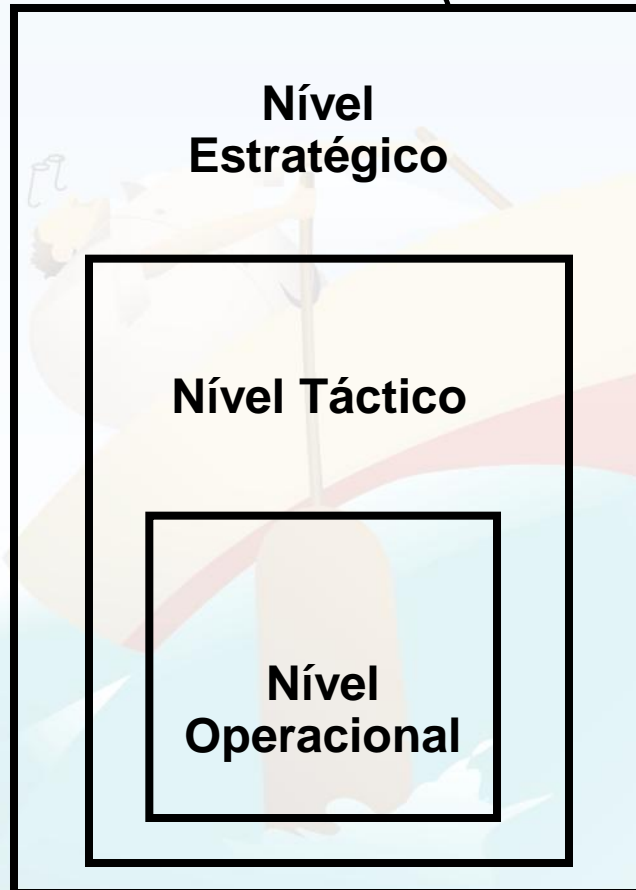 Nível
Estratégico
Nível Táctico
Nível
Operacional